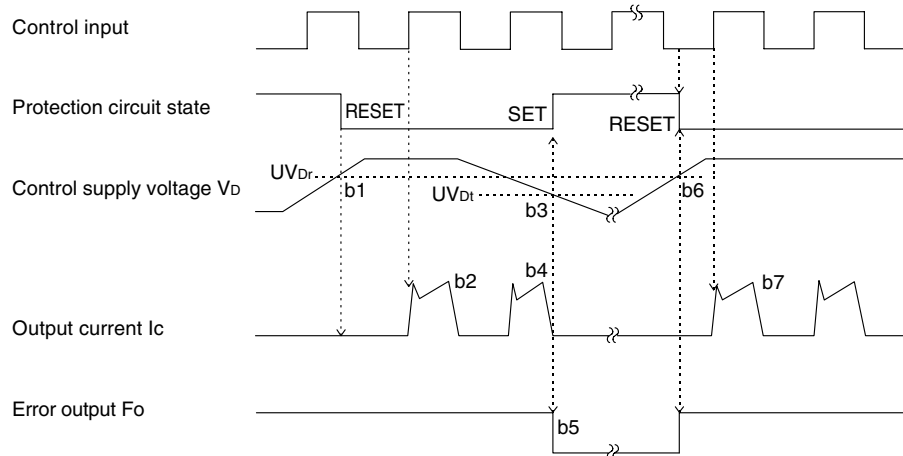 Control input
Protection circuit state
RESET
SET
RESET
Control supply voltage VD
UVDr
b1
UVDt
b3
b6
b2
b4
b7
Output current Ic
Error output Fo
b5